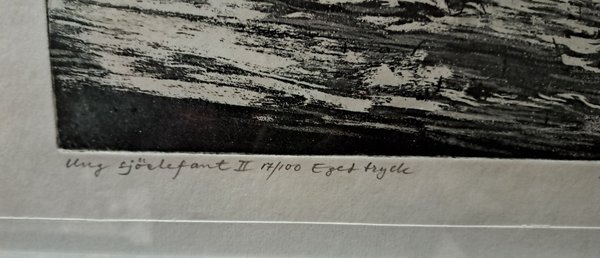 Ung sjöelefant II 17/100 Eget tryck